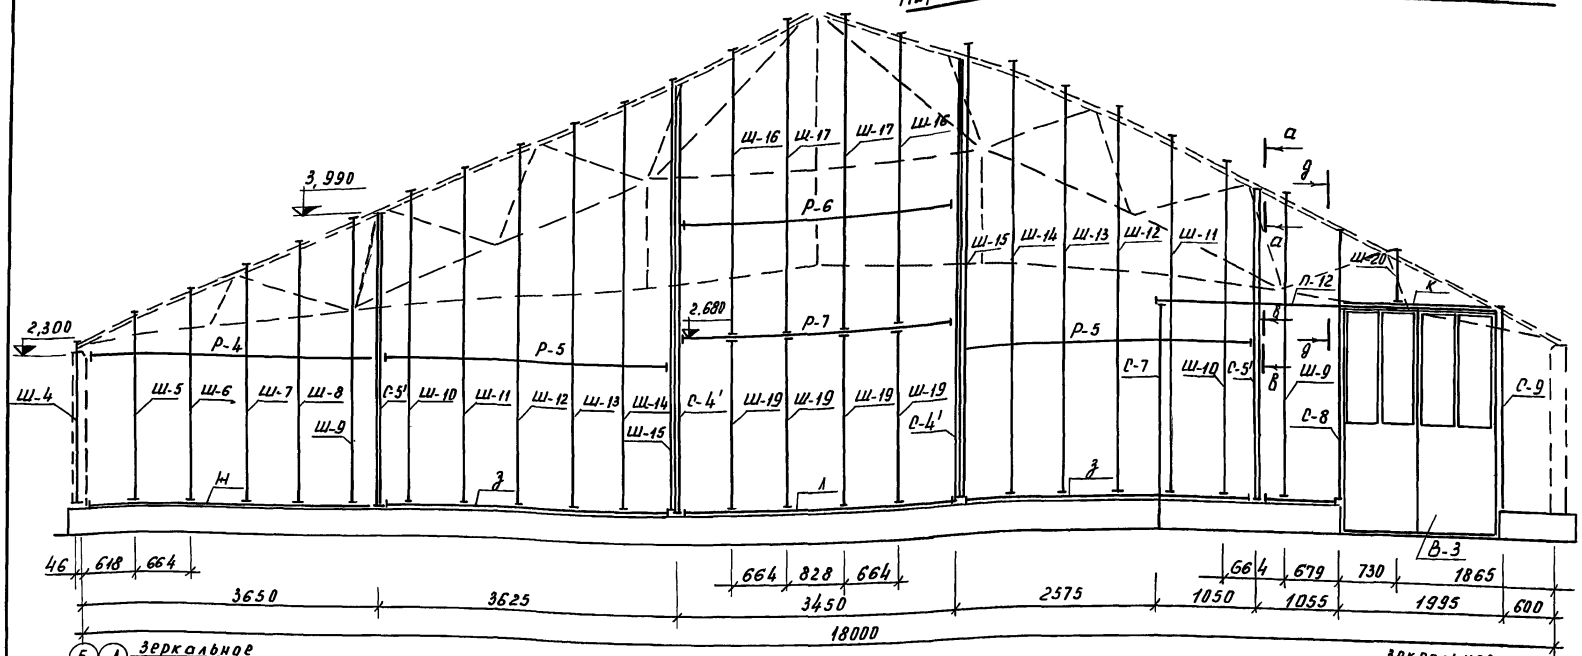 Ш-16 Ш-17 Ш-17 Ш-16
а
д
3,990
Р-6
Ш-15 Ш-14 Ш-13 Ш-12 Ш-11
а
Ш-20
П-12 К
2,300
2.680
Р-4 Р-5 Р-7 Р-5
в
д
в
Ш-4 Ш-5 Ш-6 Ш-7 Ш-8 С-5' Ш-10 Ш-11 Ш-12 Ш-13 Ш-14 С-4' Ш-19 Ш-19 Ш-19 Ш-19
С-7 Ш-10 С-5' Ш-9 С-9
Ш-9 Ш-15 С-4' С-8
И З Л З
В-3
46 618 664 664 828 664 664 679 730 1865
3650 3625 3450 2575 1050 1055 1995 600
18000
Б А зеркальное